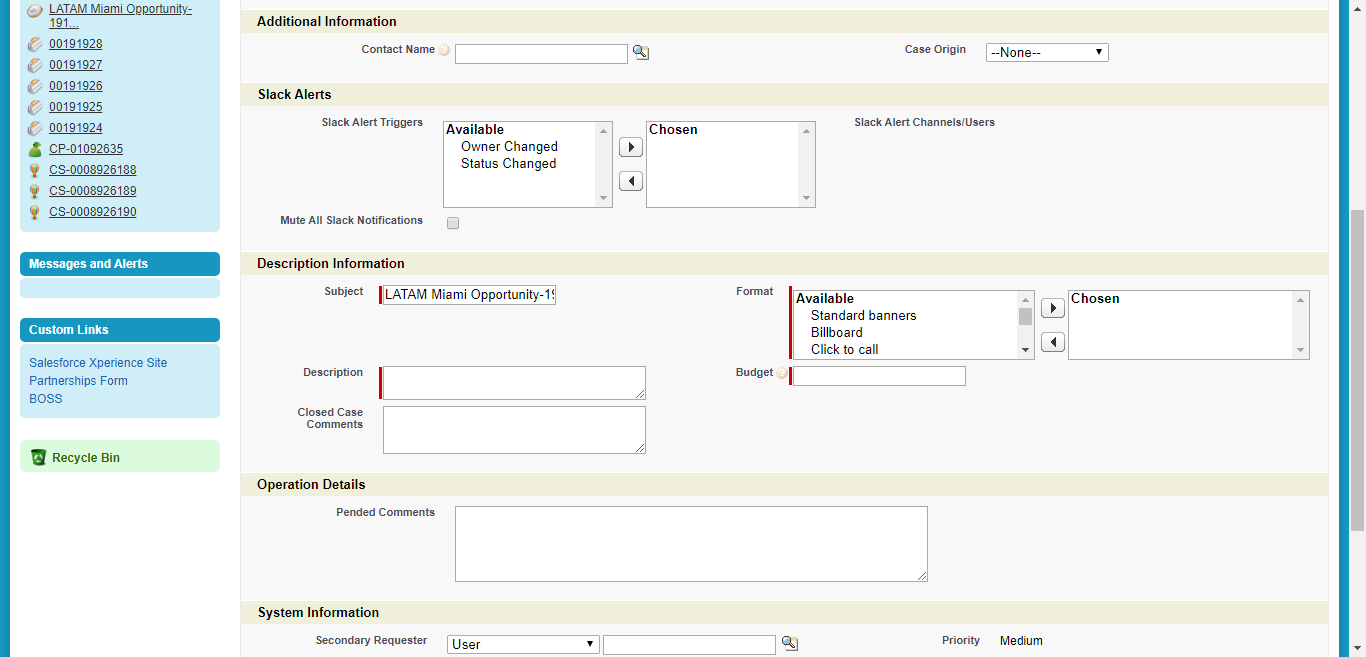 LATAM Miami Opportunity-
191...
00191928
00191927
00191926
00191925
00191924
CP-01092635
CS-0008926188
CS-0008926189
CS-0008926190
Messages and Alerts
Custom Links
Salesforce Xperience Site
Partnerships Form
BOSS
Recycle Bin
Additional Information
Contact Name
Case Origin
--None--
Slack Alerts
Slack Alert Triggers
Available
Owner Changed
Status Changed
Chosen
Slack Alert Channels/Users
Mute All Slack Notifications
Description Information
Subject
LATAM Miami Opportunity-19
Format
Available
Standard banners
Billboard
Click to call
Chosen
Description
Budget
Closed Case
Comments
Operation Details
Pended Comments
System Information
Secondary Requester
User
Priority
Medium